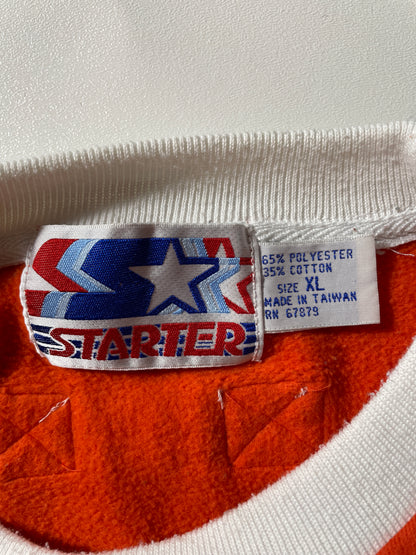 STARTER
65% POLYESTER
35% COTTON
SIZE XL
MADE IN TAIWAN
RN 67879